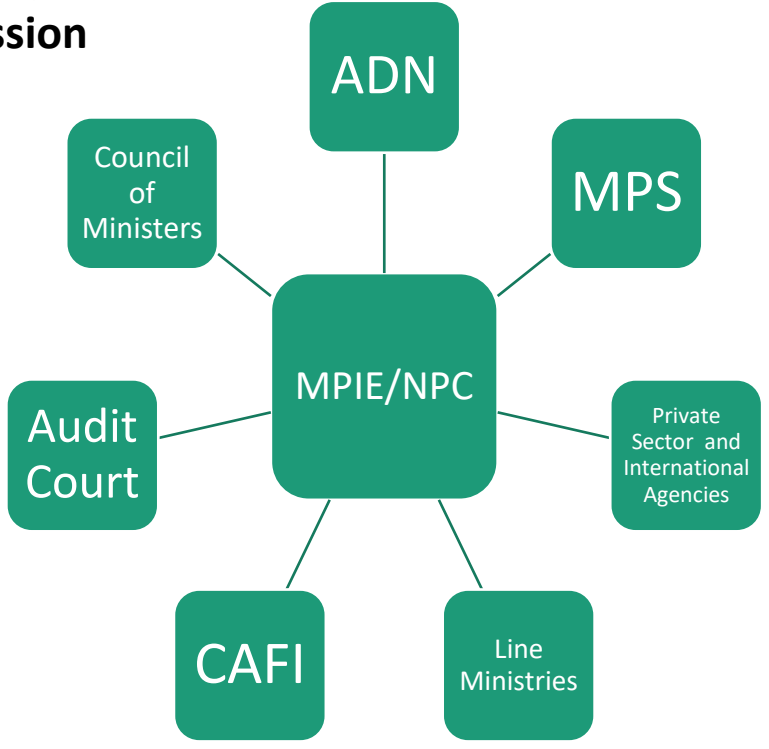 ssion
ADN
Council
of
Ministers
MPS
MPIE/NPC
Audit
Court
Private
Sector and
International
Agencies
CAFI
Line
Ministries